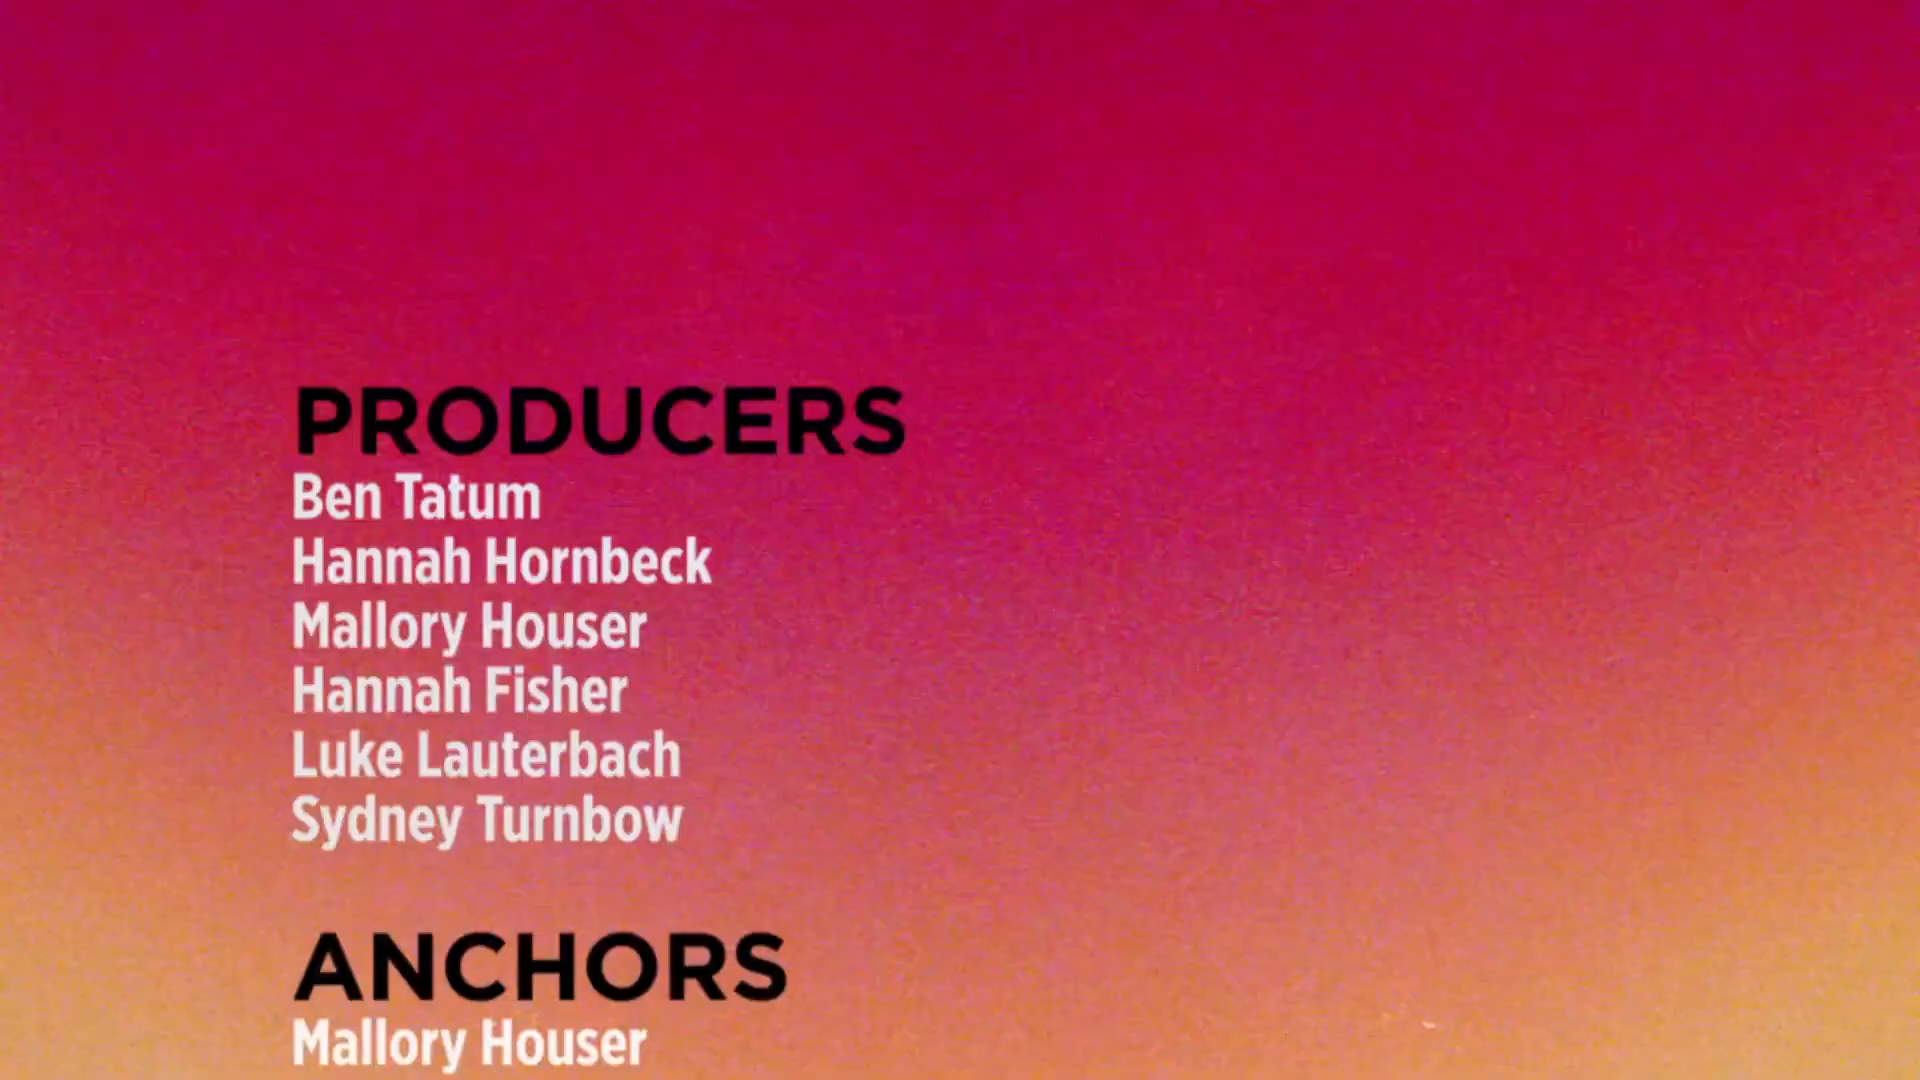 PRODUCERS
Ben Tatum
Hannah Hornbeck
Mallory Houser
Hannah Fisher
Luke Lauterbach
Sydney Turnbow
ANCHORS
Mallory Houser